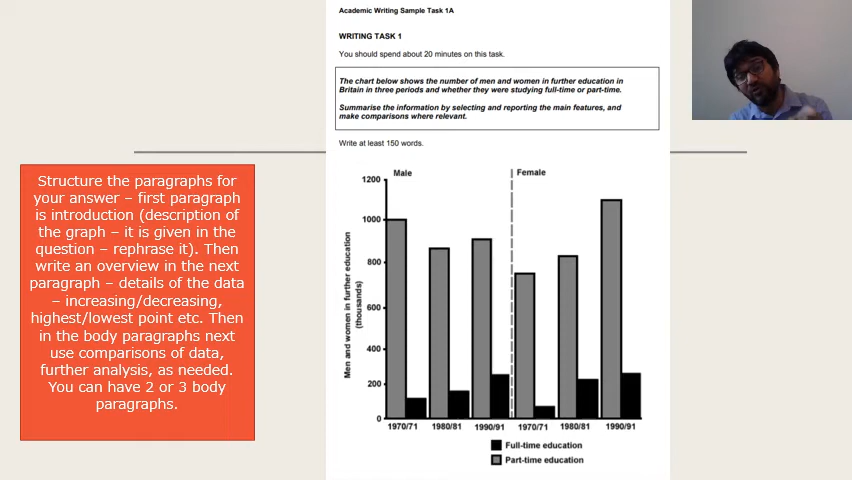 Academic Writing Sample Task 1A
WRITING TASK 1
You should spend about 20 minutes on this task.
The chart below shows the number of men and women in further education in
Britain in three periods and whether they were studying full-time or part-time.
Summarise the information by selecting and reporting the main features, and
make comparisons where relevant.
Write at least 150 words.
Structure the paragraphs for
your answer – first paragraph
is introduction (description of
the graph – it is given in the
question – rephrase it). Then
write an overview in the next
paragraph – details of the data
– increasing/decreasing,
highest/lowest point etc. Then
in the body paragraphs next
use comparisons of data,
further analysis, as needed.
You can have 2 or 3 body
paragraphs.
Male
Female
Men and women in further education
(thousands)
1200
1000
800
600
400
200
0
1970/71 1980/81 1990/91 1970/71 1980/81 1990/91
Full-time education
Part-time education